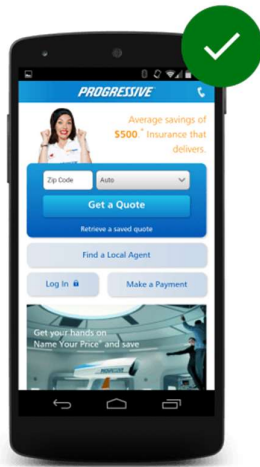 PROGRESSIVE
Average savings of
$500.* Insurance that
delivers.
Zip Code
Auto
Get a Quote
Retrieve a saved quote
Find a Local Agent
Log In
Make a Payment
Get your hands on
Name Your Price® and save
PROGRESSIVE